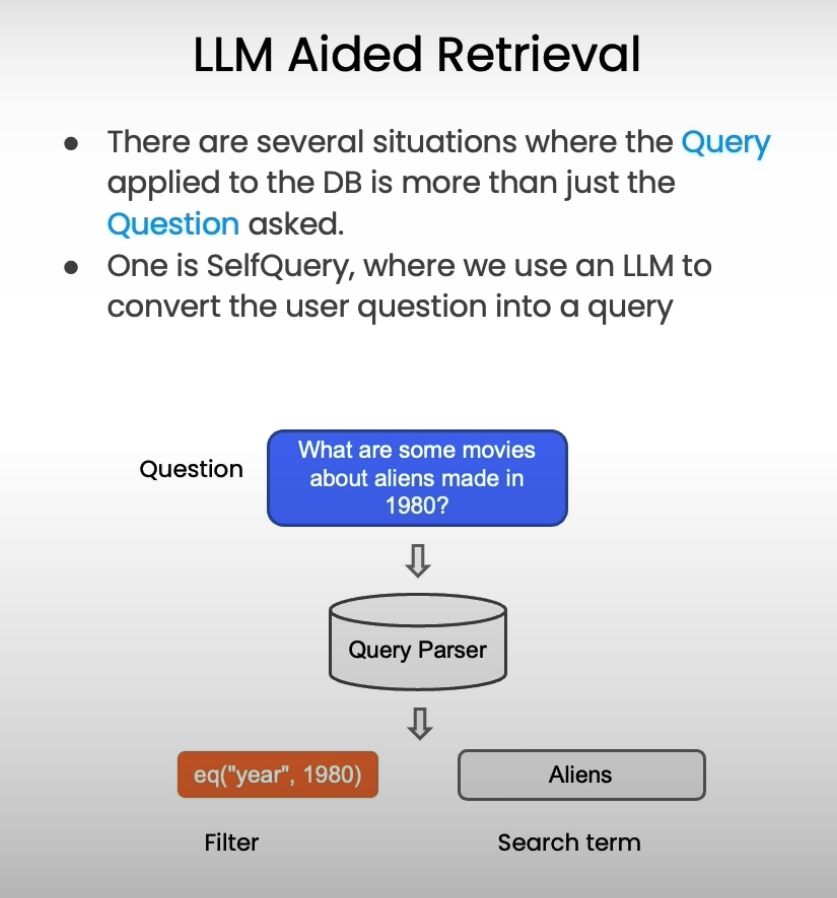 LLM Aided Retrieval
● There are several situations where the Query
applied to the DB is more than just the
Question asked.
● One is SelfQuery, where we use an LLM to
convert the user question into a query
Question
What are some movies
about aliens made in
1980?
Query Parser
eq("year", 1980)
Aliens
Filter
Search term